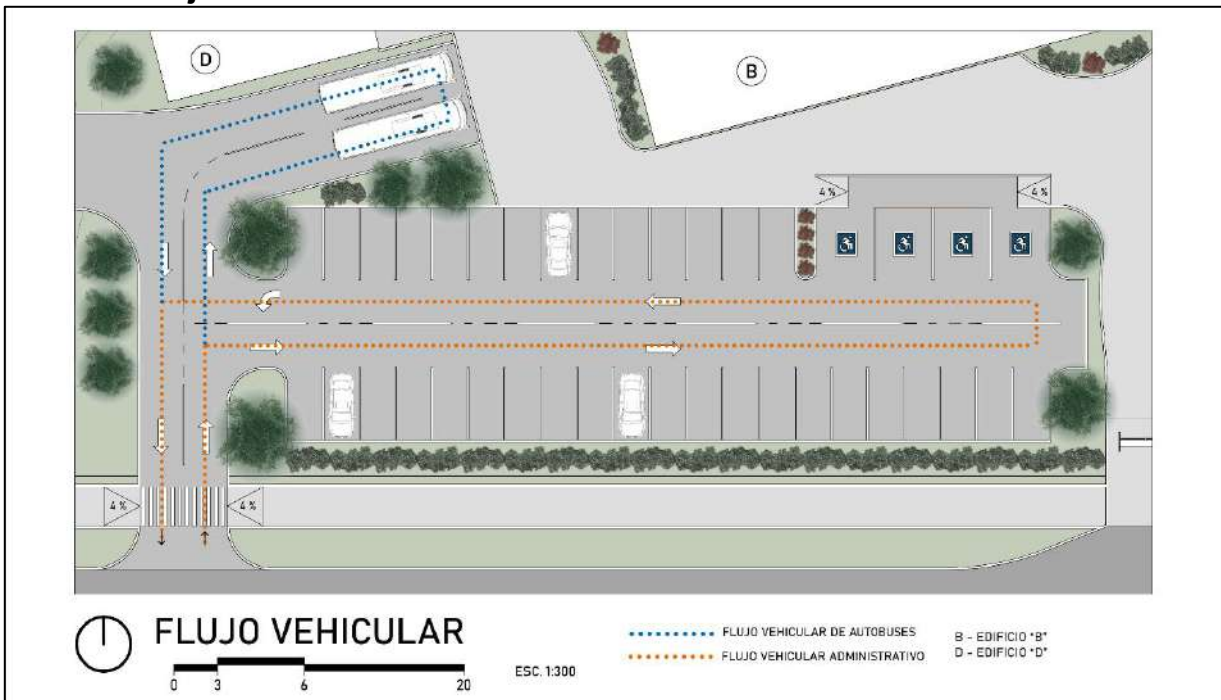 D
B
4 %
4 %
4 %
4 %
FLUJO VEHICULAR
0 3 6 20
ESC. 1:300
FLUJO VEHICULAR DE AUTOBUSES
FLUJO VEHICULAR ADMINISTRATIVO
B - EDIFICIO "B"
D - EDIFICIO "D"